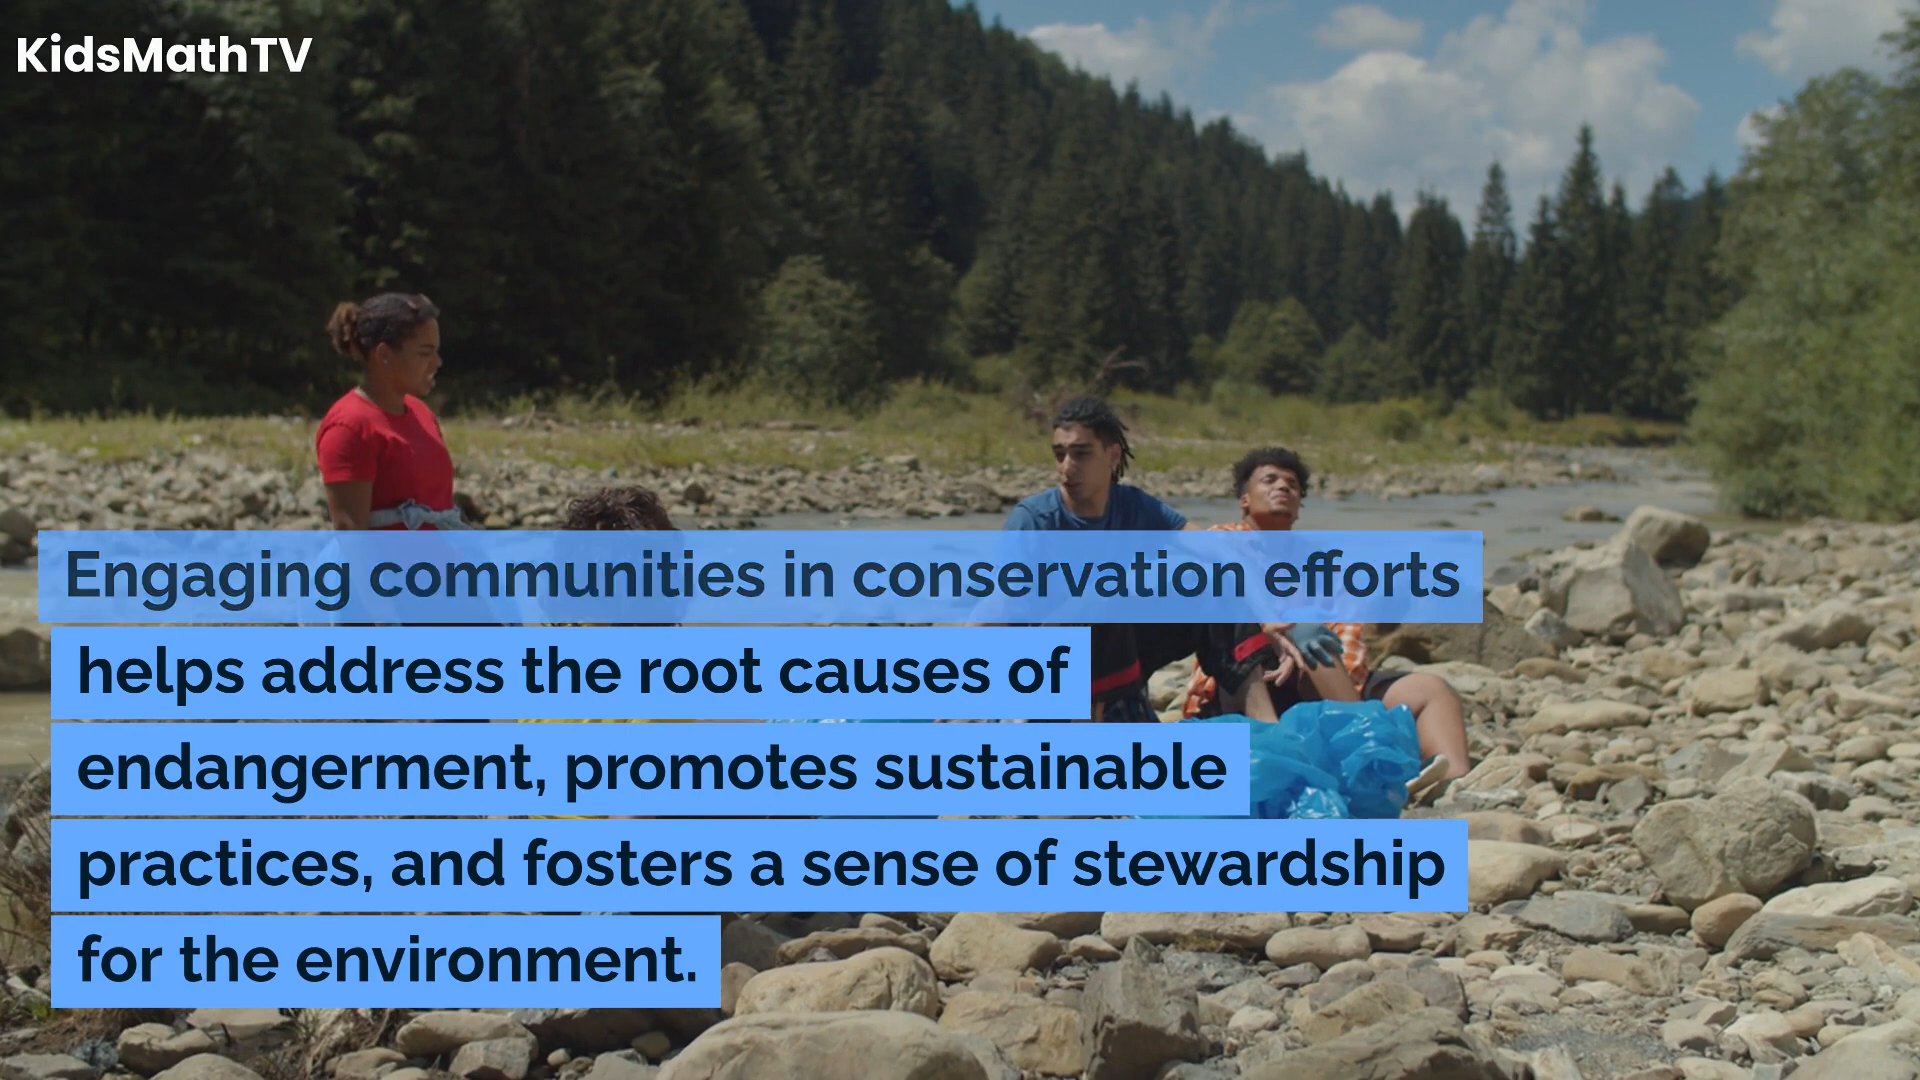 KidsMathTV
Engaging communities in conservation efforts
helps address the root causes of
endangerment, promotes sustainable
practices, and fosters a sense of stewardship
for the environment.